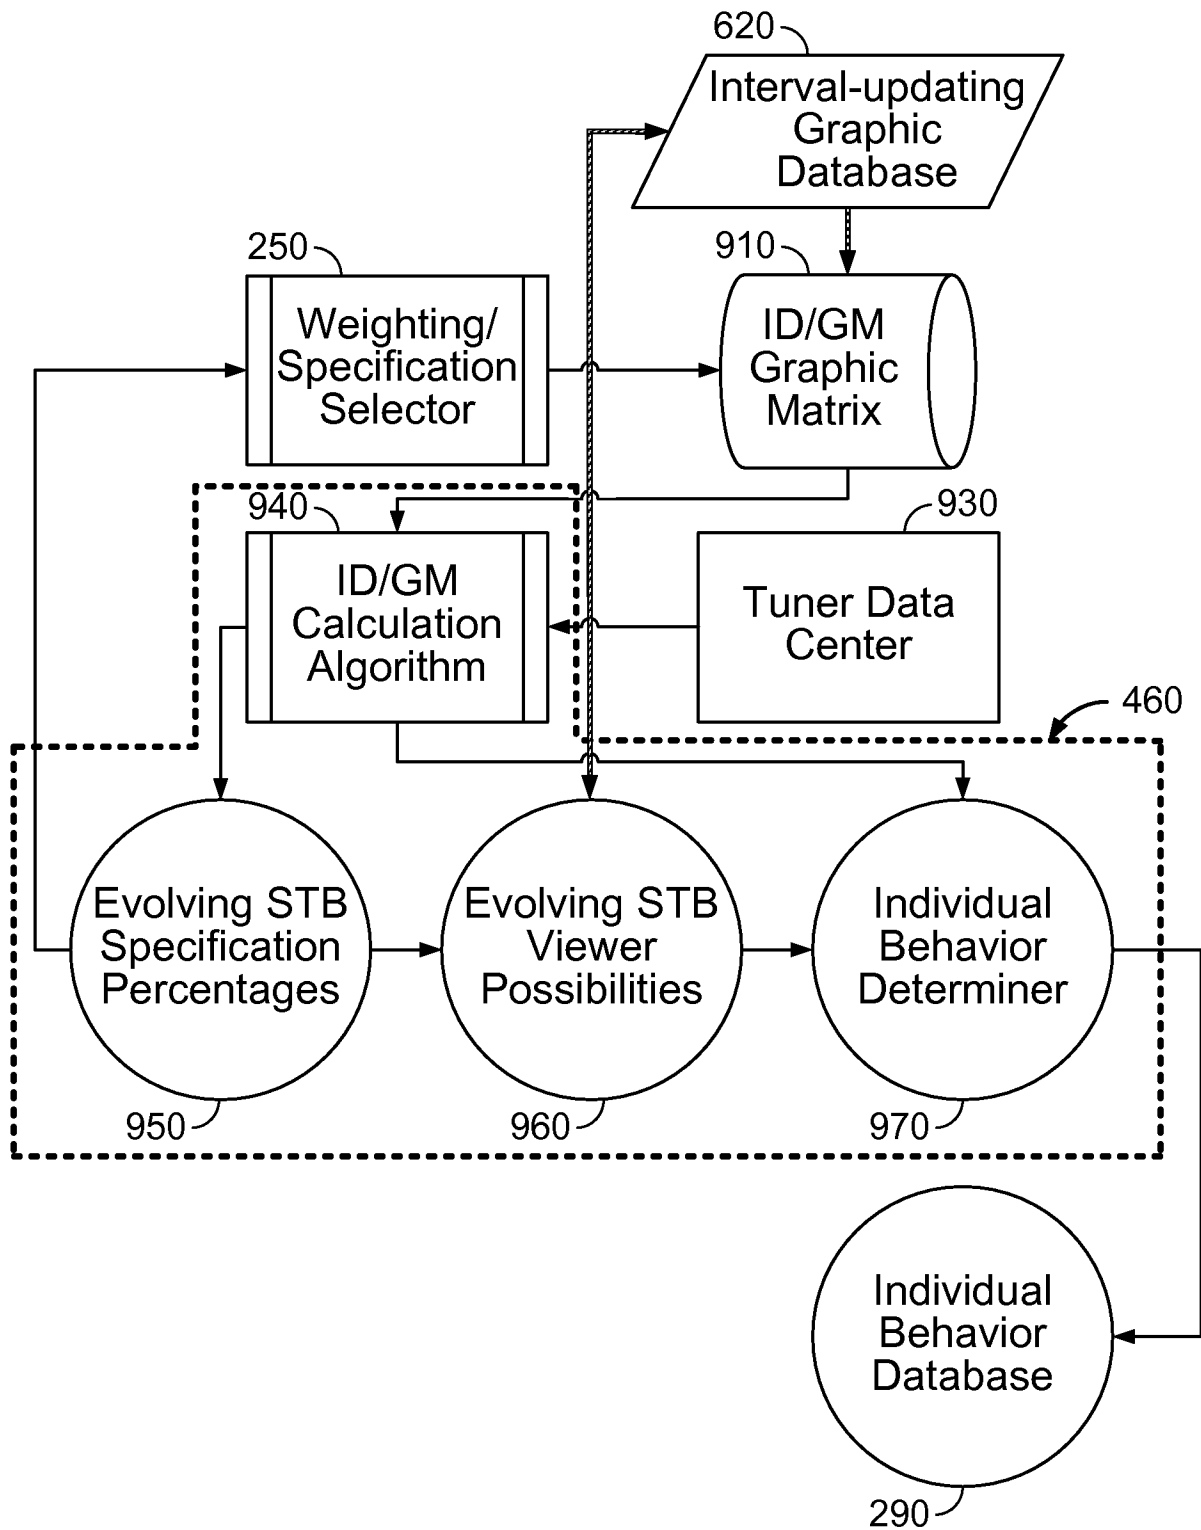 620
Interval-updating
Graphic
Database
250
910
Weighting/
Specification
Selector
ID/GM
Graphic
Matrix
940
930
ID/GM
Calculation
Algorithm
Tuner Data
Center
460
Evolving STB
Specification
Percentages
Evolving STB
Viewer
Possibilities
Individual
Behavior
Determiner
950
960
970
Individual
Behavior
Database
290